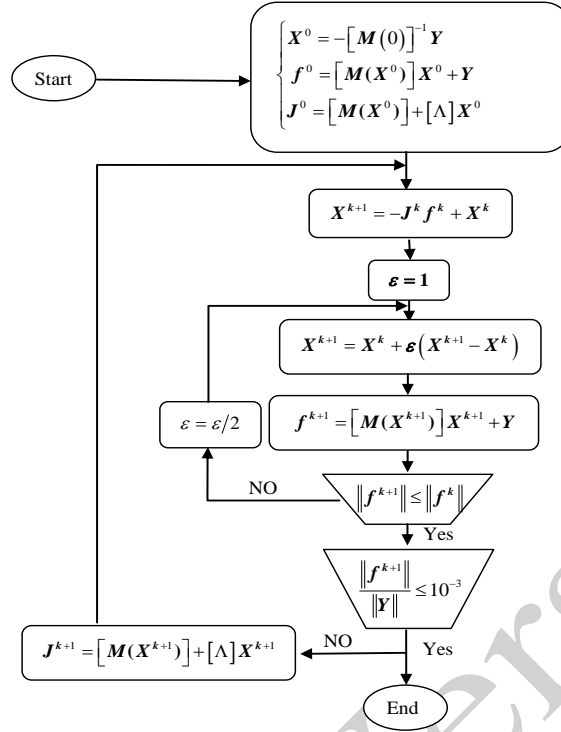 Start
X^0 = -[M(0)]^{-1} Y
f^0 = [M(X^0)] X^0 + Y
J^0 = [M(X^0)] + [Λ] X^0
X^{k+1} = -J^k f^k + X^k
ε = 1
X^{k+1} = X^k + ε(X^{k+1} - X^k)
ε = ε/2
f^{k+1} = [M(X^{k+1})] X^{k+1} + Y
NO
‖f^{k+1}‖ ≤ ‖f^k‖
Yes
‖f^{k+1}‖
‖Y‖ ≤ 10^{-3}
J^{k+1} = [M(X^{k+1})] + [Λ] X^{k+1}
NO
Yes
End